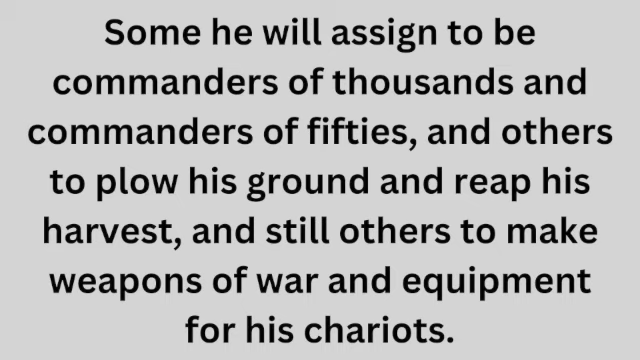 Some he will assign to be
commanders of thousands and
commanders of fifties, and others
to plow his ground and reap his
harvest, and still others to make
weapons of war and equipment
for his chariots.